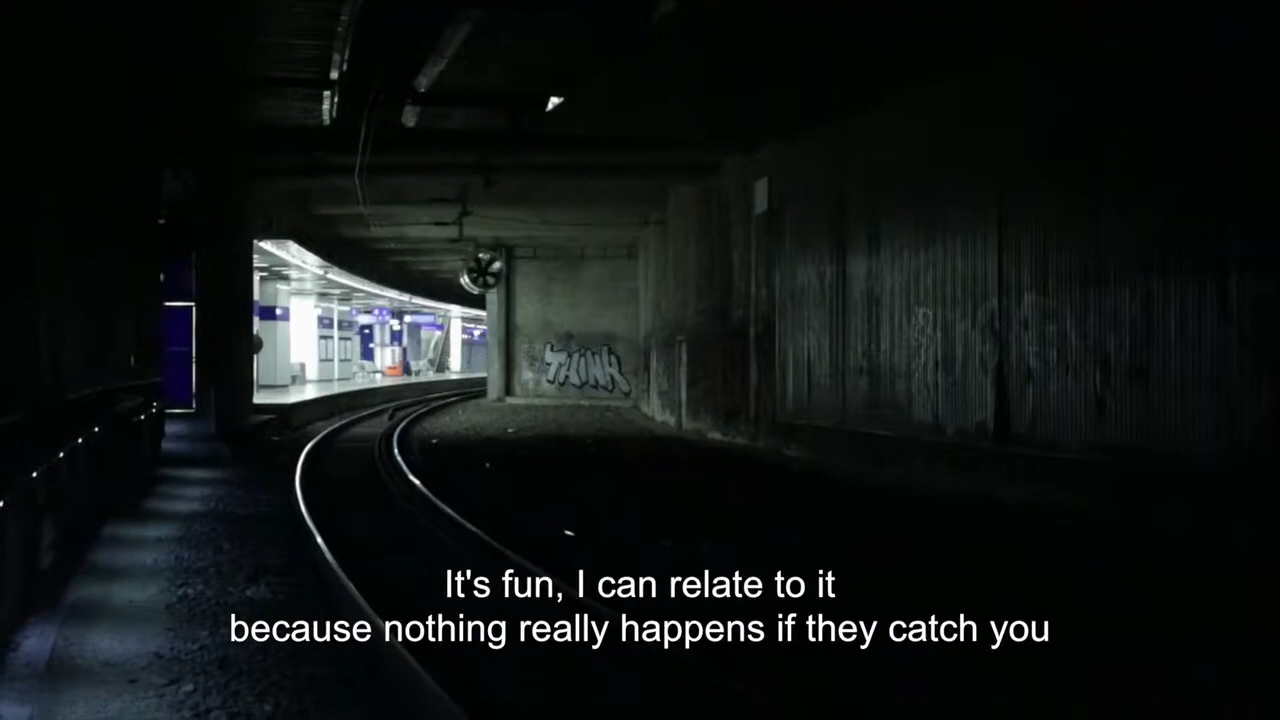 THINK
It's fun, I can relate to it
because nothing really happens if they catch you